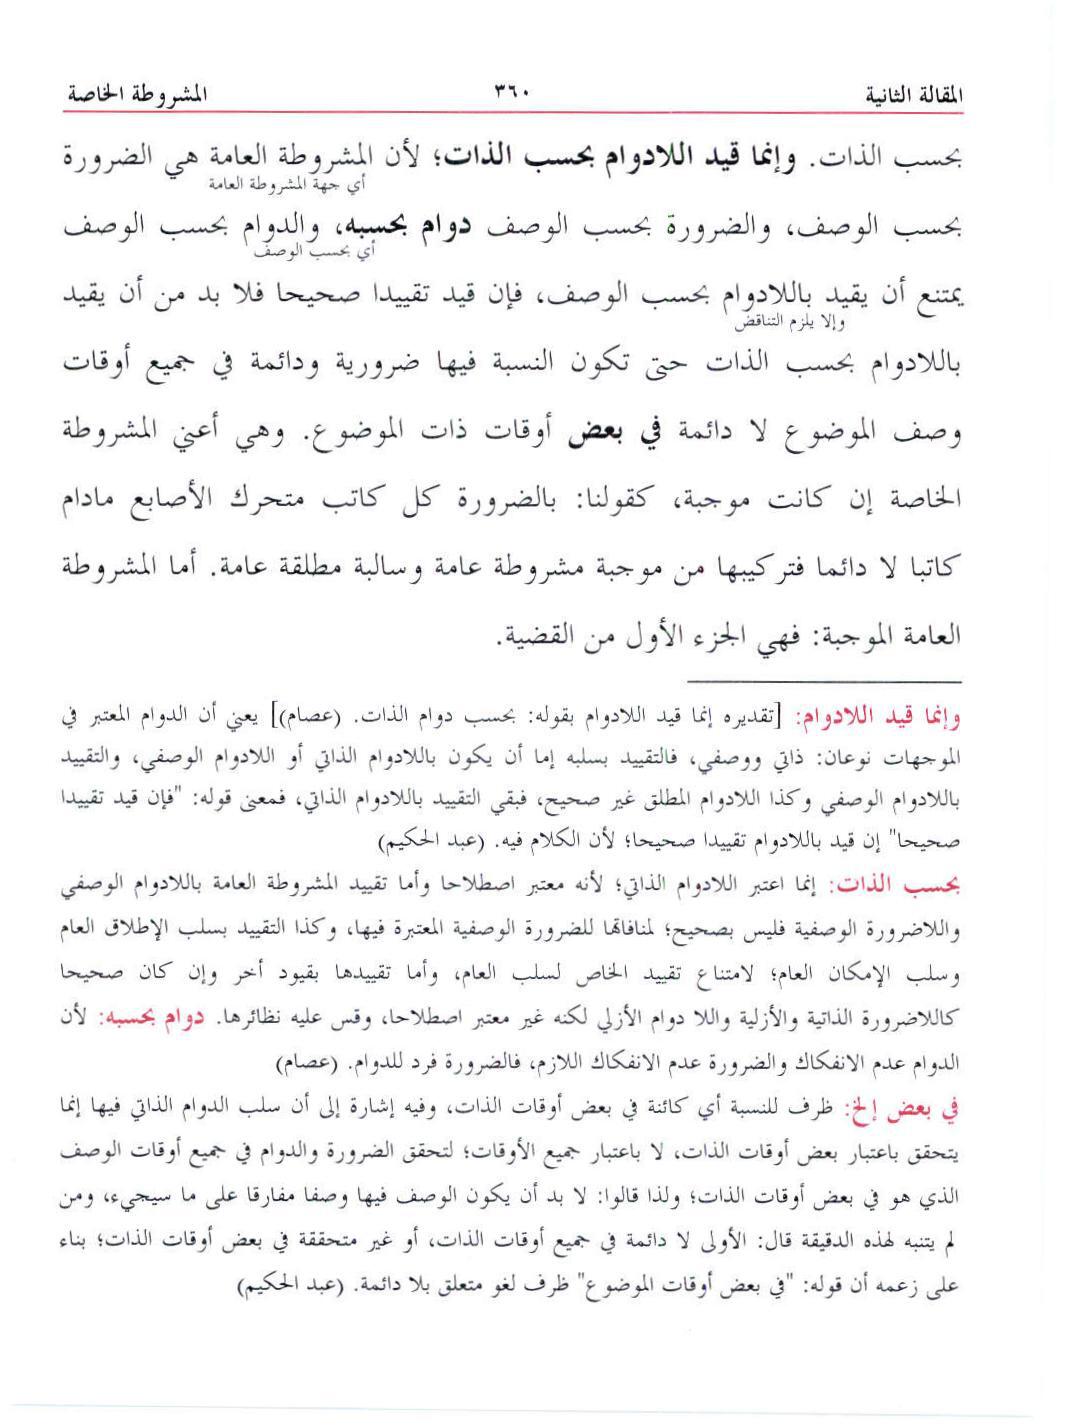 المقالة الثانية ٣٦٠ المشروطة الخاصة
بحسب الذات. وإنما قيد اللادوام بحسب الذات؛ لأن المشروطة العامة هي الضرورة
أي جهة المشروطة العامة
بحسب الوصف، والضرورة بحسب الوصف دوام بحسبه، والدوام بحسب الوصف
أي بحسب الوصف
يمتنع أن يقيد باللادوام بحسب الوصف، فإن قيد تقييدا صحيحا فلا بد من أن يقيد
وإلا يلزم التناقض
باللادوام بحسب الذات حتى تكون النسبة فيها ضرورية ودائمة في جميع أوقات
وصف الموضوع لا دائمة في بعض أوقات ذات الموضوع. وهي أعني المشروطة
الخاصة إن كانت موجبة، كقولنا: بالضرورة كل كاتب متحرك الأصابع مادام
كاتبا لا دائما فتركيبها من موجبة مشروطة عامة وسالبة مطلقة عامة. أما المشروطة
العامة الموجبة: فهي الجزء الأول من القضية.
وإنما قيد اللادوام: [تقديره إنما قيد اللادوام بقوله: بحسب دوام الذات. (عصام)] يعني أن الدوام المعتبر في
الموجهات نوعان: ذاتي ووصفي، فالتقييد بسلبه إما أن يكون باللادوام الذاتي أو اللادوام الوصفي، والتقييد
باللادوام الوصفي وكذا اللادوام المطلق غير صحيح، فبقي التقييد باللادوام الذاتي، فمعنى قوله: "فإن قيد تقييدا
صحيحا" إن قيد باللادوام تقييدا صحيحا؛ لأن الكلام فيه. (عبد الحكيم)
بحسب الذات: إنما اعتبر اللادوام الذاتي؛ لأنه معتبر اصطلاحا وأما تقييد المشروطة العامة باللادوام الوصفي
واللاضرورة الوصفية فليس بصحيح؛ لمنافاتها للضرورة الوصفية المعتبرة فيها، وكذا التقييد بسلب الإطلاق العام
وسلب الإمكان العام؛ لامتناع تقييد الخاص لسلب العام، وأما تقييدها بقيود أخر وإن كان صحيحا
كاللاضرورة الذاتية والأزلية واللا دوام الأزلي لكنه غير معتبر اصطلاحا، وقس عليه نظائرها. دوام بحسبه: لأن
الدوام عدم الانفكاك والضرورة عدم الانفكاك اللازم، فالضرورة فرد للدوام. (عصام)
في بعض إلخ: ظرف للنسبة أي كائنة في بعض أوقات الذات، وفيه إشارة إلى أن سلب الدوام الذاتي فيها إنما
يتحقق باعتبار بعض أوقات الذات، لا باعتبار جميع الأوقات؛ لتحقق الضرورة والدوام في جميع أوقات الوصف
الذي هو في بعض أوقات الذات؛ ولذا قالوا: لا بد أن يكون الوصف فيها وصفا مفارقا على ما سيجيء، ومن
لم يتنبه لهذه الدقيقة قال: الأولى لا دائمة في جميع أوقات الذات، أو غير متحققة في بعض أوقات الذات؛ بناء
على زعمه أن قوله: "في بعض أوقات الموضوع" ظرف لغو متعلق بلا دائمة. (عبد الحكيم)